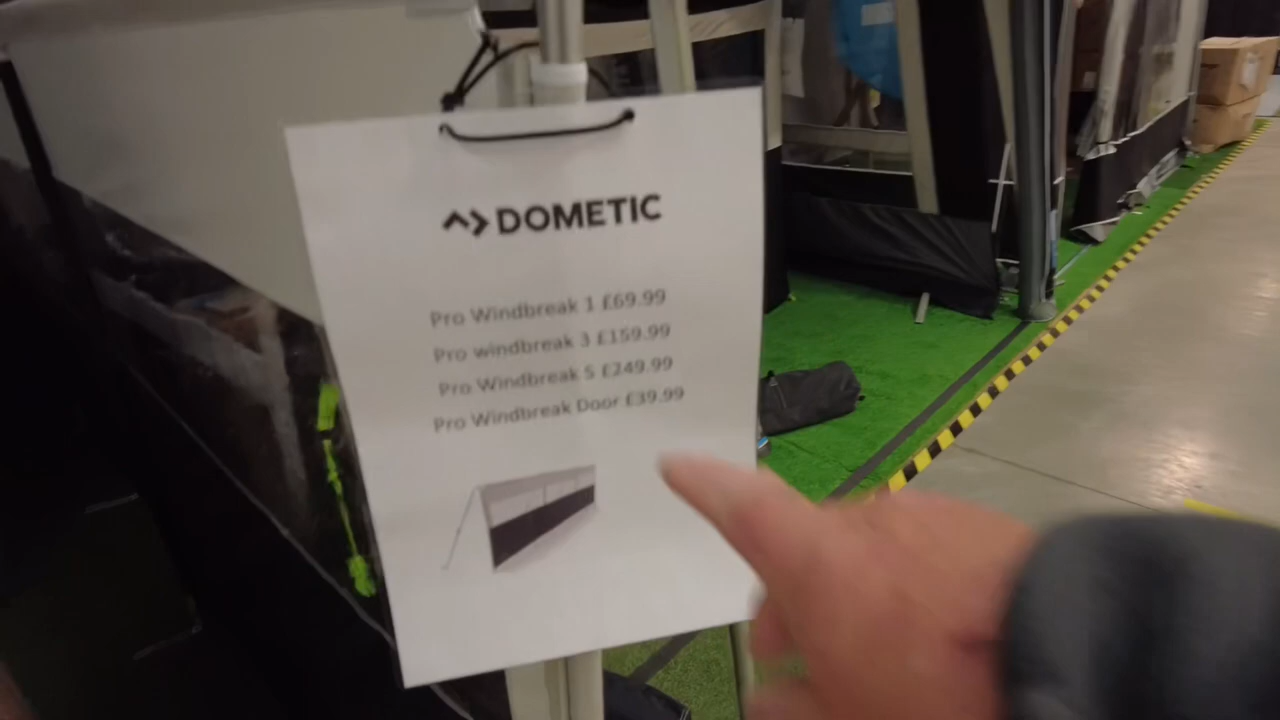 DOMETIC
Pro Windbreak 1 £69.99
Pro windbreak 3 £159.99
Pro Windbreak 5 £249.99
Pro Windbreak Door £39.99